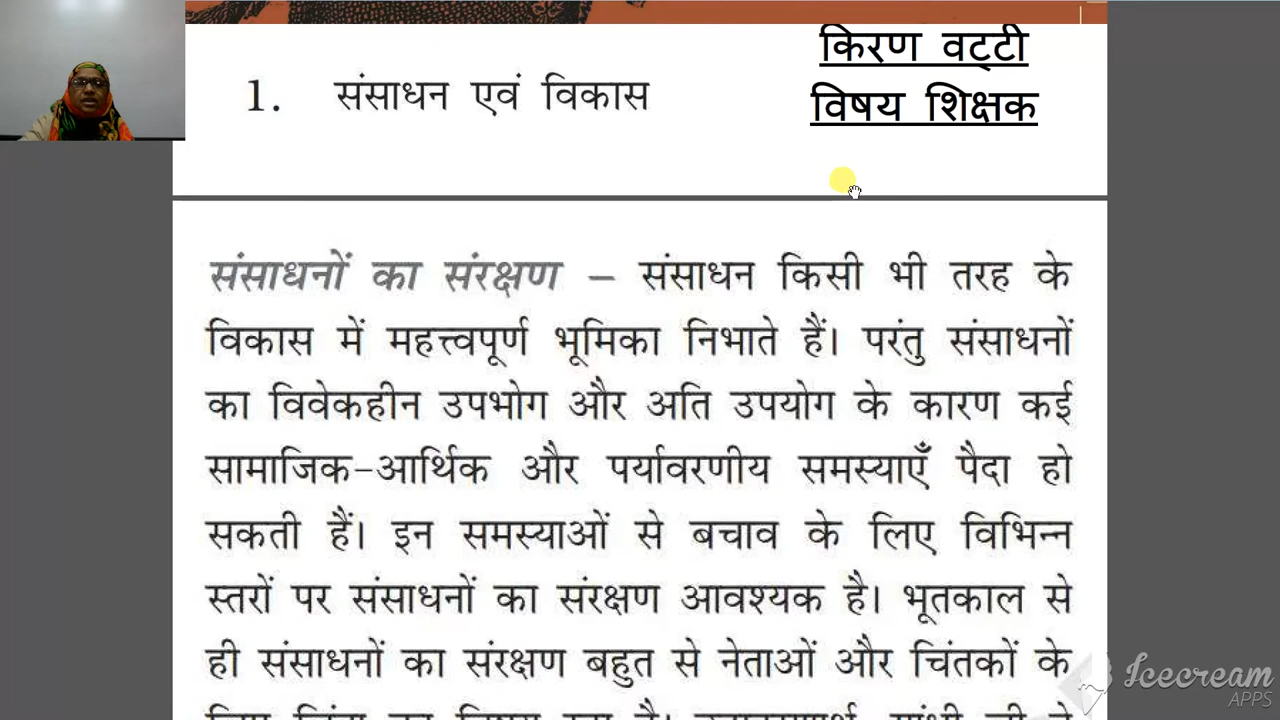 किरण वट्टी
विषय शिक्षक
1. संसाधन एवं विकास
संसाधनों का संरक्षण – संसाधन किसी भी तरह के
विकास में महत्त्वपूर्ण भूमिका निभाते हैं। परंतु संसाधनों
का विवेकहीन उपभोग और अति उपयोग के कारण कई
सामाजिक-आर्थिक और पर्यावरणीय समस्याएँ पैदा हो
सकती हैं। इन समस्याओं से बचाव के लिए विभिन्न
स्तरों पर संसाधनों का संरक्षण आवश्यक है। भूतकाल से
ही संसाधनों का संरक्षण बहुत से नेताओं और चिंतकों के
Icecream
APPS